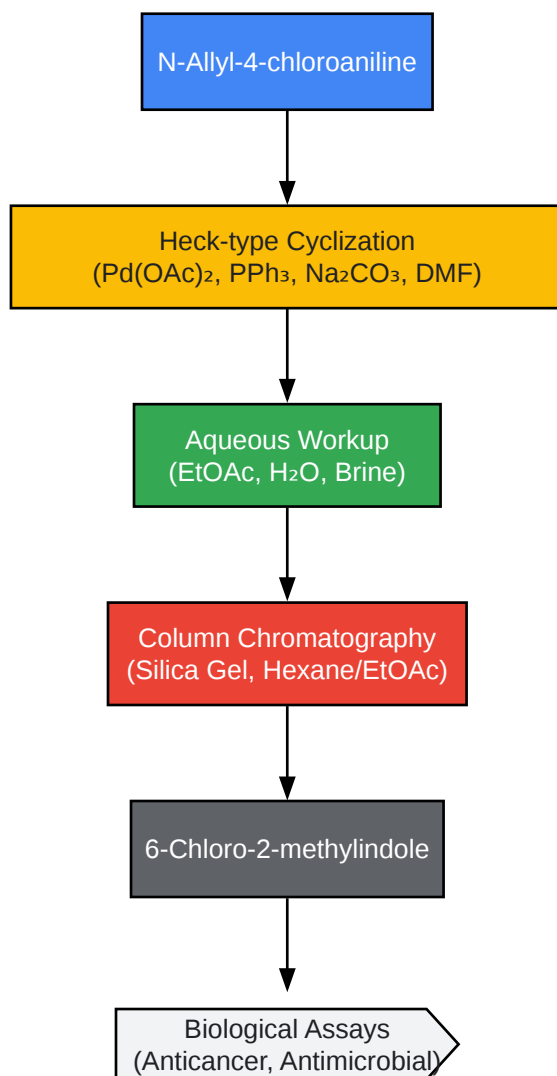 N-Allyl-4-chloroaniline
Heck-type Cyclization
(Pd(OAc)₂, PPh₃, Na₂CO₃, DMF)
Aqueous Workup
(EtOAc, H₂O, Brine)
Column Chromatography
(Silica Gel, Hexane/EtOAc)
6-Chloro-2-methylindole
Biological Assays
(Anticancer, Antimicrobial)